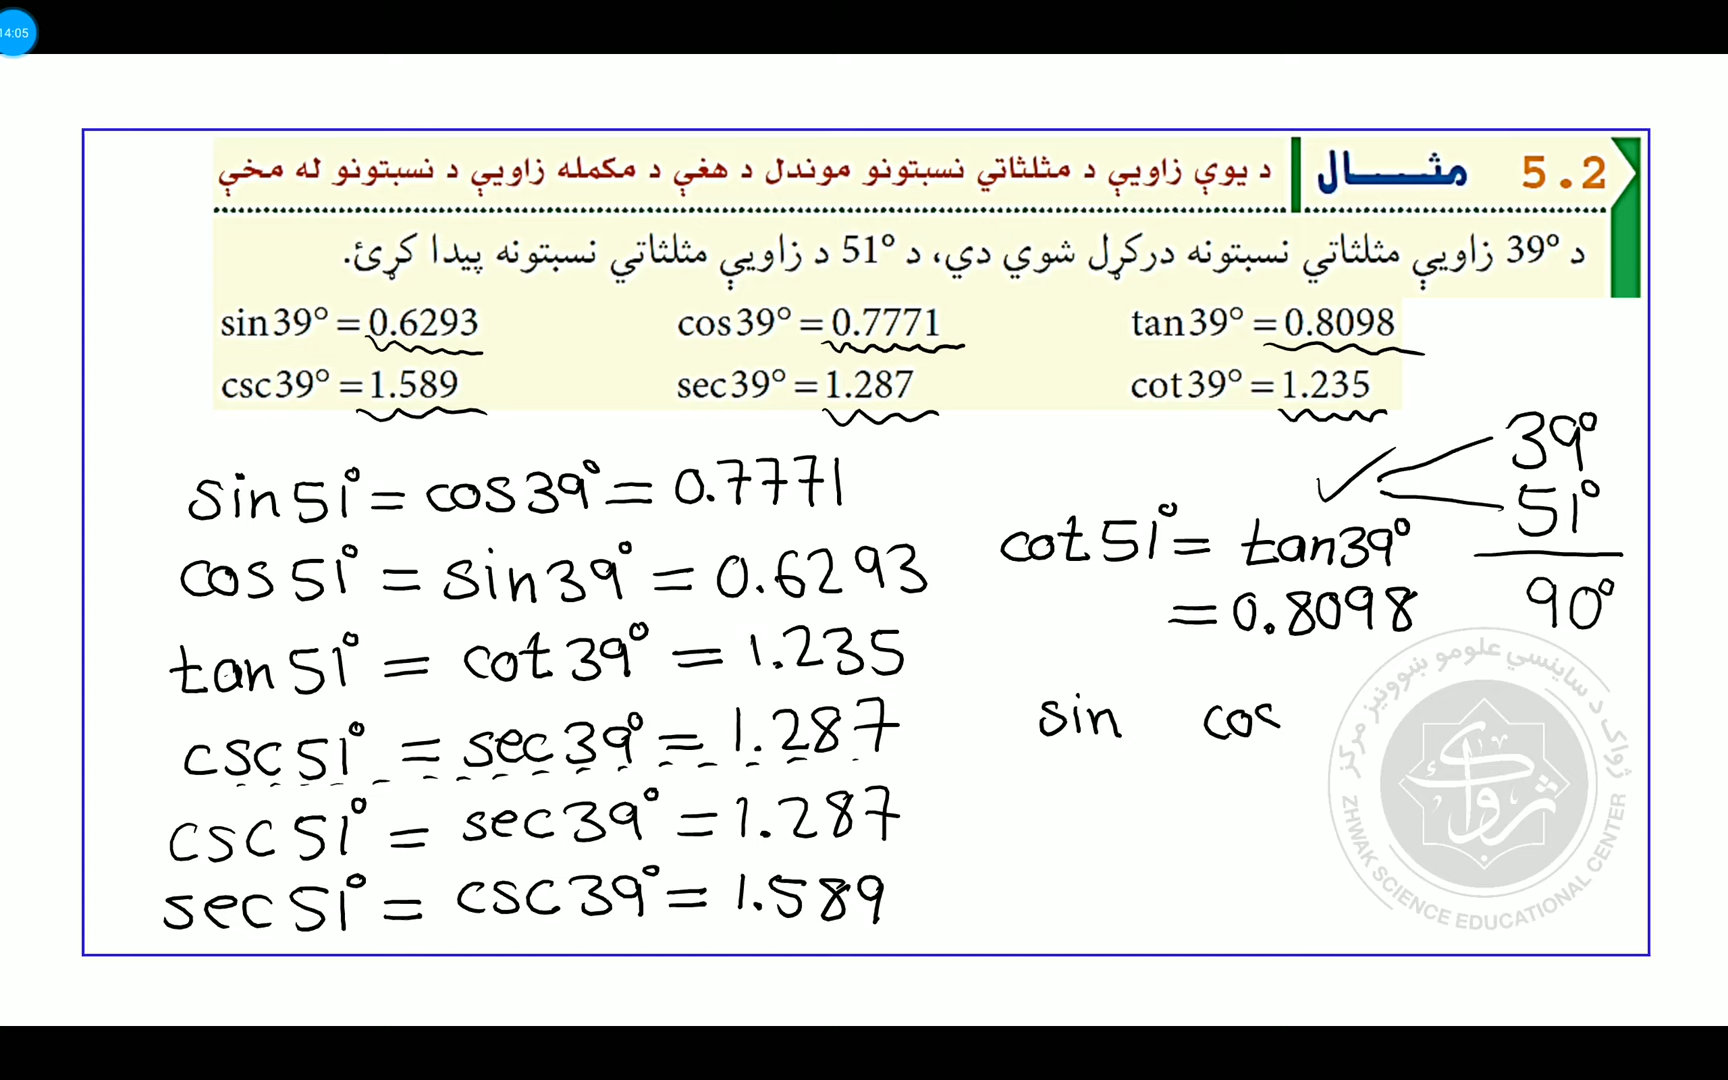 14:05
5.2 مثال د يوې زاويې د مثلثاتي نسبتونو موندل د هغې د مکمله زاويې د نسبتونو له مخې
د 39° زاويې مثلثاتي نسبتونه درکړل شوي دي، د 51° د زاويې مثلثاتي نسبتونه پيدا کړئ.
sin39° = 0.6293 cos39° = 0.7771 tan39° = 0.8098
csc39° = 1.589 sec39° = 1.287 cot39° = 1.235
sin51° = cos39° = 0.7771
cos51° = sin39° = 0.6293
tan51° = cot39° = 1.235
csc51° = sec39° = 1.287
csc51° = sec39° = 1.287
sec51° = csc39° = 1.589
39°
51°
90°
cot51° = tan39°
= 0.8098
sin cos
ژواک د ساينسي علومو ښوونيز مرکز
ژواک
ZHWAK SCIENCE EDUCATIONAL CENTER